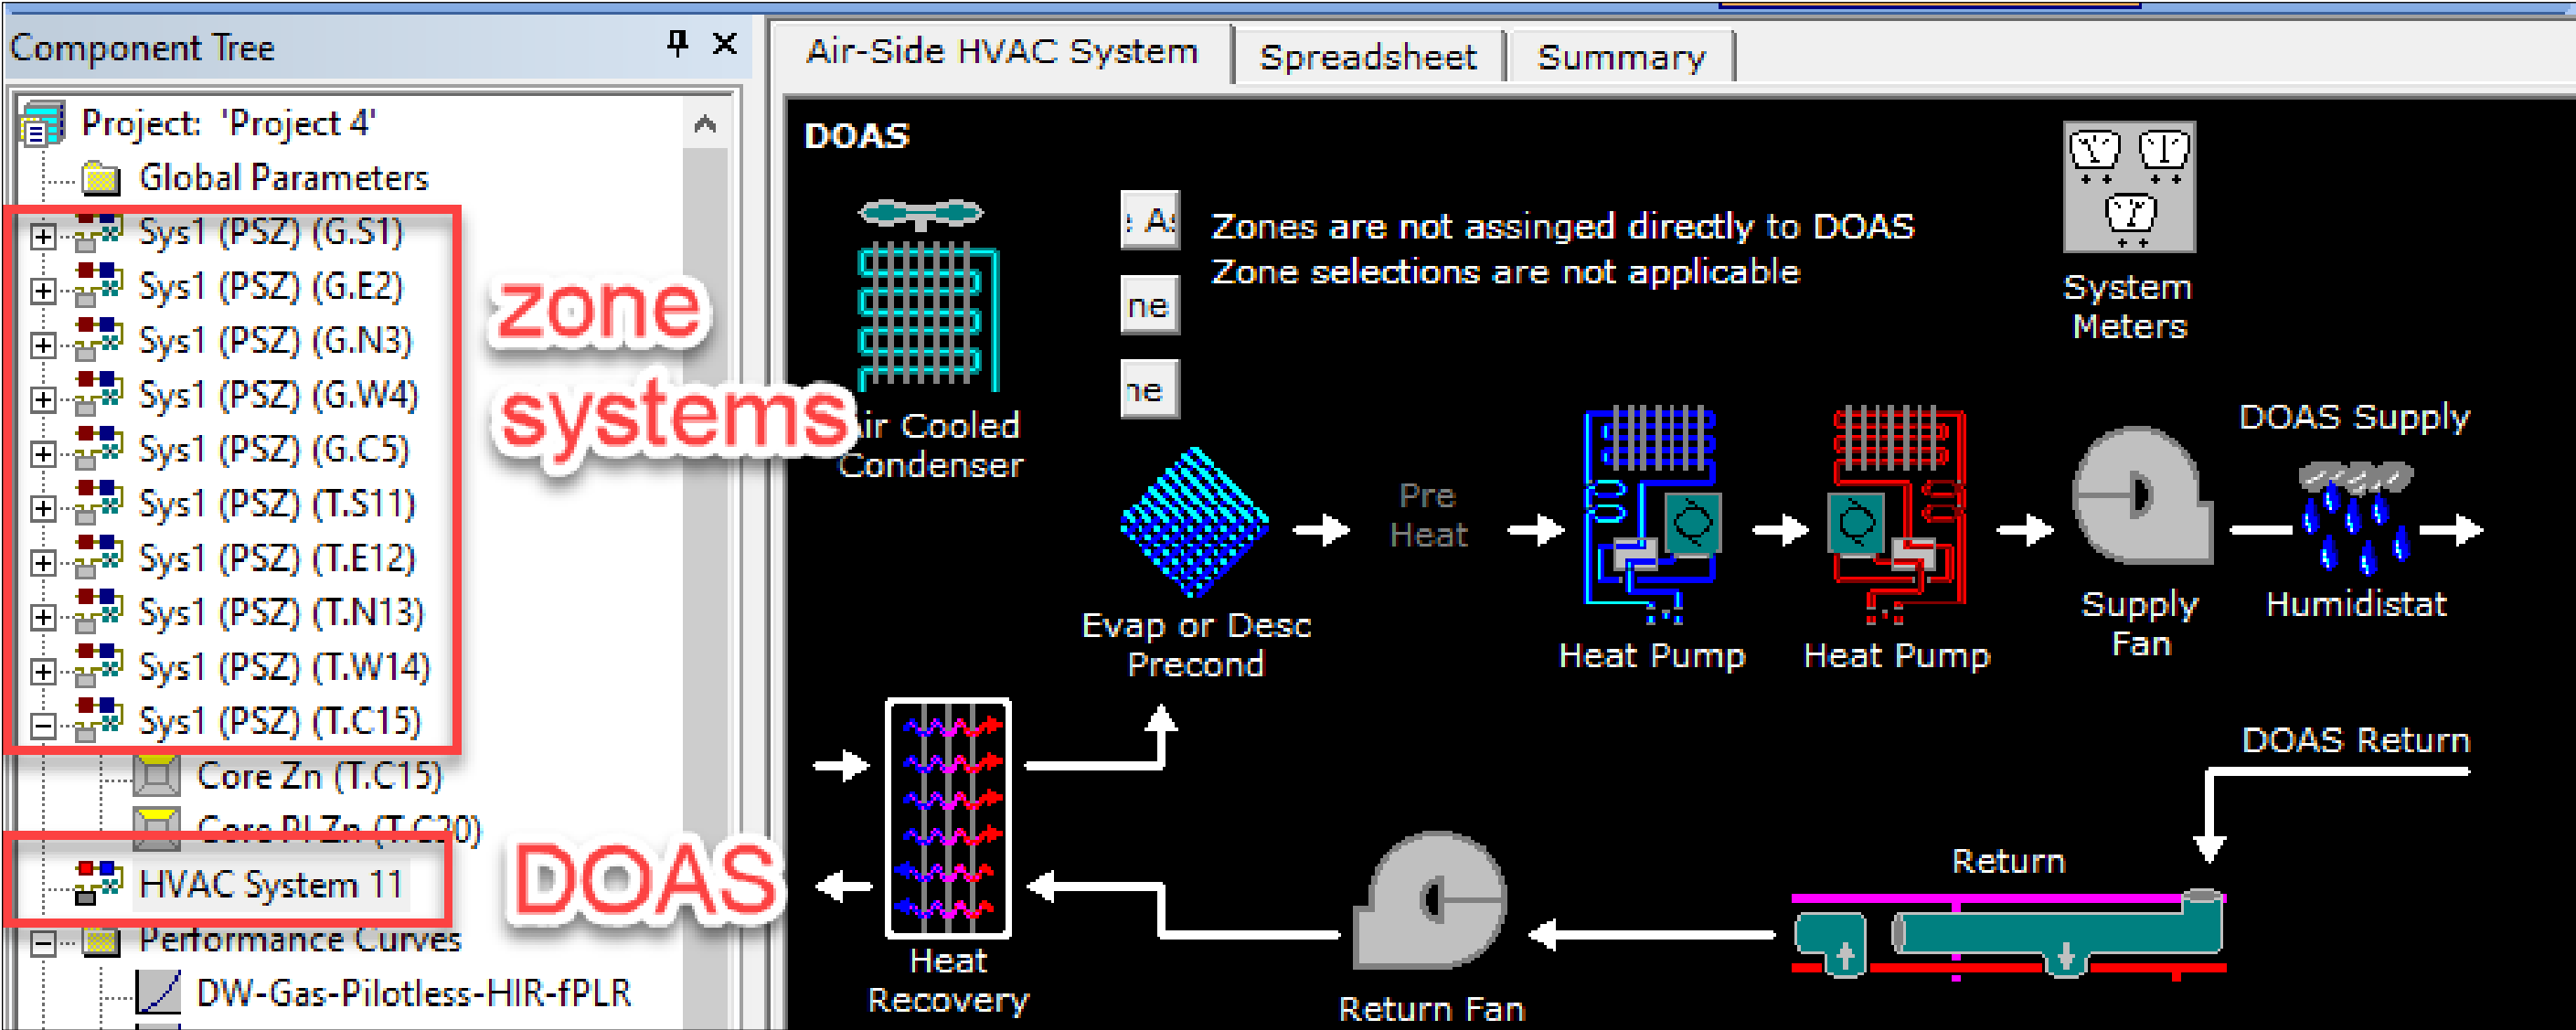 Component Tree
Project: 'Project 4'
Global Parameters
Sys1 (PSZ) (G.S1)
Sys1 (PSZ) (G.E2)
Sys1 (PSZ) (G.N3)
Sys1 (PSZ) (G.W4)
Sys1 (PSZ) (G.C5)
Sys1 (PSZ) (T.S11)
Sys1 (PSZ) (T.E12)
Sys1 (PSZ) (T.N13)
Sys1 (PSZ) (T.W14)
Sys1 (PSZ) (T.C15)
Core Zn (T.C15)
Core Pl Zn (T.C20)
HVAC System 11
Performance Curves
DW-Gas-Pilotless-HIR-fPLR
zone
systems
DOAS
Air-Side HVAC System
Spreadsheet
Summary
DOAS
Zones are not assinged directly to DOAS
Zone selections are not applicable
ne
System
Meters
Air Cooled
Condenser
Evap or Desc
Precond
Pre
Heat
Heat Pump
Heat Pump
Supply
Fan
DOAS Supply
Humidistat
DOAS Return
Return
Return Fan
Heat
Recovery